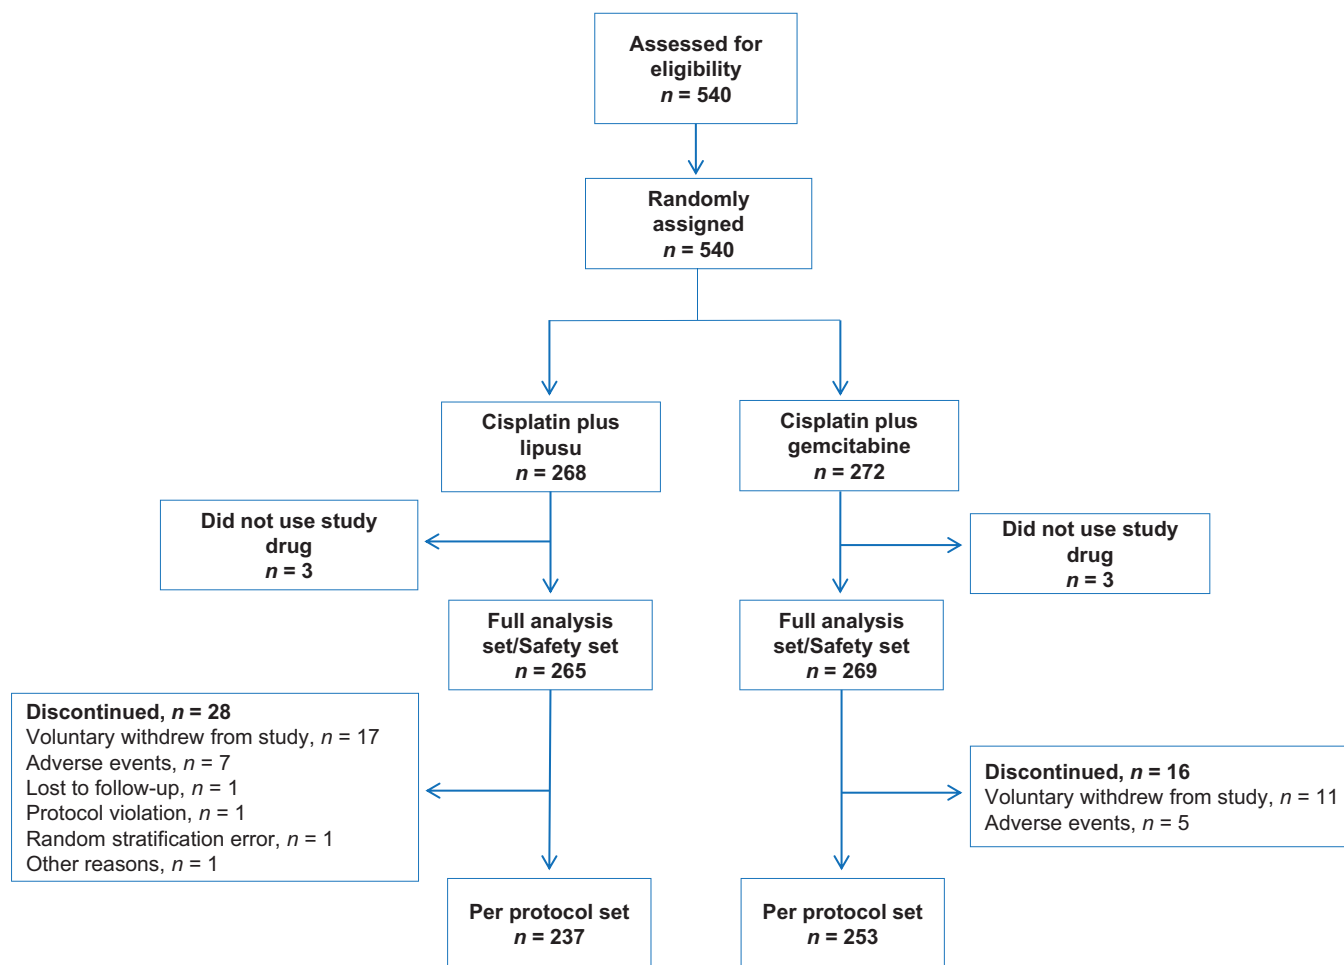 Assessed for
eligibility
n = 540
Randomly
assigned
n = 540
Cisplatin plus
lipusu
n = 268
Cisplatin plus
gemcitabine
n = 272
Did not use study
drug
n = 3
Did not use study
drug
n = 3
Full analysis
set/Safety set
n = 265
Full analysis
set/Safety set
n = 269
Discontinued, n = 28
Voluntary withdrew from study, n = 17
Adverse events, n = 7
Lost to follow-up, n = 1
Protocol violation, n = 1
Random stratification error, n = 1
Other reasons, n = 1
Discontinued, n = 16
Voluntary withdrew from study, n = 11
Adverse events, n = 5
Per protocol set
n = 237
Per protocol set
n = 253